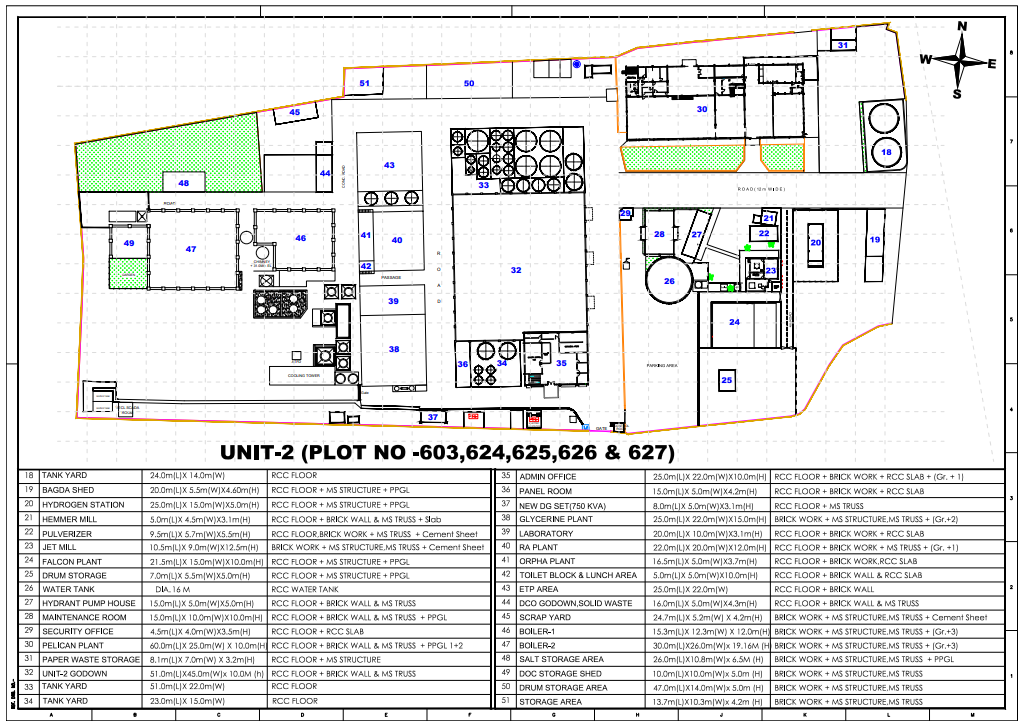 N
W
E
S
31
51
50
45
30
18
43
44
COND. ROAD
48
33
ROAD(12m WIDE)
ROAD
29
21
28
27
22
20
19
49
47
46
41
40
32
42
PASSAGE
R
O
A
D
23
26
39
24
38
36
34
35
PARKING AREA
25
COOLING TOWER
37
GATE
UNIT-2 (PLOT NO -603,624,625,626 & 627)
18 TANK YARD 24.0m(L)X 14.0m(W) RCC FLOOR
19 BAGDA SHED 20.0m(L)X 5.5m(W)X4.60m(H) RCC FLOOR + MS STRUCTURE + PPGL
20 HYDROGEN STATION 25.0m(L)X 15.0m(W)X5.0m(H) RCC FLOOR + MS STRUCTURE + PPGL
21 HEMMER MILL 5.0m(L)X 4.5m(W)X3.1m(H) RCC FLOOR + BRICK WALL & MS TRUSS + Slab
22 PULVERIZER 9.5m(L)X 5.7m(W)X5.5m(H) RCC FLOOR,BRICK WORK + MS TRUSS + Cement Sheet
23 JET MILL 10.5m(L)X 9.0m(W)X12.5m(H) BRICK WORK + MS STRUCTURE,MS TRUSS + Cement Sheet
24 FALCON PLANT 21.5m(L)X 15.0m(W)X10.0m(H) RCC FLOOR + MS STRUCTURE + PPGL
25 DRUM STORAGE 7.0m(L)X 5.5m(W)X5.0m(H) RCC FLOOR + MS STRUCTURE + PPGL
26 WATER TANK DIA. 16 M RCC WATER TANK
27 HYDRANT PUMP HOUSE 15.0m(L)X 5.0m(W)X5.0m(H) RCC FLOOR + BRICK WALL & MS TRUSS
28 MAINTENANCE ROOM 15.0m(L)X 10.0m(W)X10.0m(H) RCC FLOOR + BRICK WALL & MS TRUSS + PPGL
29 SECURITY OFFICE 4.5m(L)X 4.0m(W)X3.5m(H) RCC FLOOR + RCC SLAB
30 PELICAN PLANT 60.0m(L)X 25.0m(W) X 10.0m(H) RCC FLOOR + BRICK WALL & MS TRUSS + PPGL 1+2
31 PAPER WASTE STORAGE 8.1m(L)X 7.0m(W) X 3.2m(H) RCC FLOOR + MS STRUCTURE
32 UNIT-2 GODOWN 51.0m(L)X45.0m(W)x 10.0M (h) RCC FLOOR + BRICK WALL & MS TRUSS
33 TANK YARD 51.0m(L)X 22.0m(W) RCC FLOOR
34 TANK YARD 23.0m(L)X 15.0m(W) RCC FLOOR
35 ADMIN OFFICE 25.0m(L)X 22.0m(W)X10.0m(H) RCC FLOOR + BRICK WORK + RCC SLAB + (Gr. + 1)
36 PANEL ROOM 15.0m(L)X 5.0m(W)X4.2m(H) RCC FLOOR + BRICK WORK + RCC SLAB
37 NEW DG SET(750 KVA) 8.0m(L)X 5.0m(W)X3.1m(H) RCC FLOOR + MS TRUSS
38 GLYCERINE PLANT 25.0m(L)X 22.0m(W)X15.0m(H) BRICK WORK + MS STRUCTURE,MS TRUSS + (Gr.+2)
39 LABORATORY 20.0m(L)X 10.0m(W)X3.1m(H) RCC FLOOR + BRICK WORK + RCC SLAB
40 RA PLANT 22.0m(L)X 20.0m(W)X12.0m(H) RCC FLOOR + BRICK WORK + MS TRUSS + (Gr. +1)
41 ORPHA PLANT 16.5m(L)X 5.0m(W)X3.7m(H) RCC FLOOR + BRICK WORK,RCC SLAB
42 TOILET BLOCK & LUNCH AREA 5.0m(L)X 5.0m(W)X10.0m(H) RCC FLOOR + BRICK WALL & RCC SLAB
43 ETP AREA 25.0m(L)X 22.0m(W) RCC FLOOR + BRICK WALL
44 DCO GODOWN,SOLID WASTE 16.0m(L)X 5.0m(W)X4.3m(H) RCC FLOOR + BRICK WALL & MS TRUSS
45 SCRAP YARD 24.7m(L)X 5.2m(W) X 4.2m(H) BRICK WORK + MS STRUCTURE,MS TRUSS + Cement Sheet
46 BOILER-1 15.3m(L)X 12.3m(W) X 12.0m(H) BRICK WORK + MS STRUCTURE,MS TRUSS + (Gr.+3)
47 BOILER-2 30.0m(L)X26.0m(W)x 19.16M (H) BRICK WORK + MS STRUCTURE,MS TRUSS + (Gr.+3)
48 SALT STORAGE AREA 26.0m(L)X10.8m(W)x 6.5M (H) BRICK WORK + MS STRUCTURE,MS TRUSS + PPGL
49 DOC STORAGE SHED 10.0m(L)X10.0m(W)x 5.0m (H) BRICK WORK + MS STRUCTURE,MS TRUSS
50 DRUM STORAGE AREA 47.0m(L)X14.0m(W)x 5.0m (H) BRICK WORK + MS STRUCTURE,MS TRUSS
51 STORAGE AREA 13.7m(L)X10.3m(W)x 4.2m (H) BRICK WORK + MS STRUCTURE,MS TRUSS
8
7
6
5
4
3
2
1
A B C D E F G H J K L M